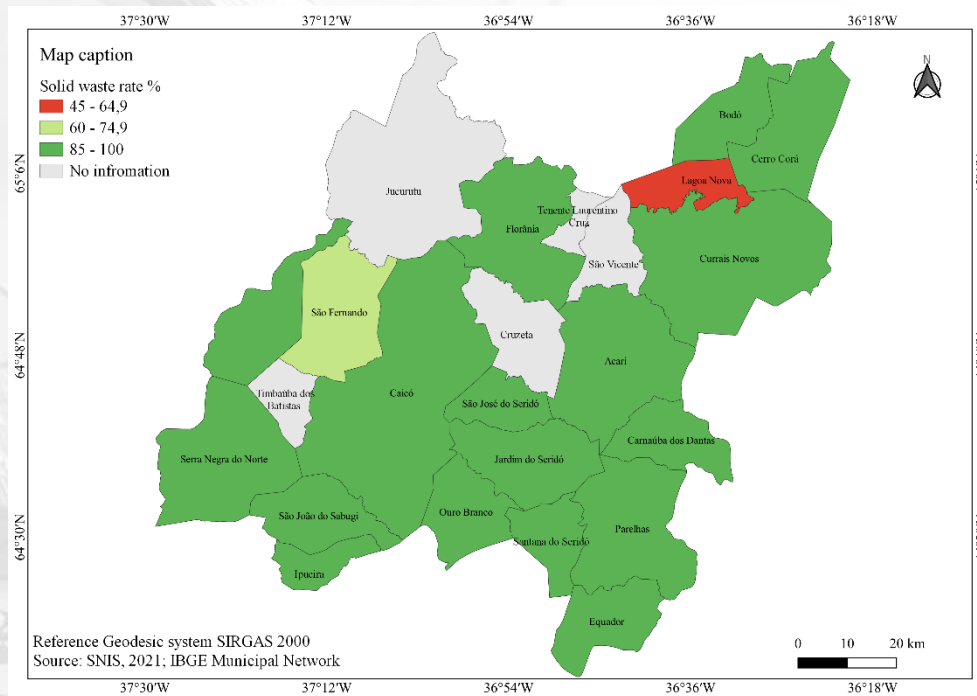 37°30'W 37°12'W 36°54'W 36°36'W 36°18'W
Map caption
Solid waste rate %
45 - 64,9
60 - 74,9
85 - 100
No infromation
N
65°6'N
64°48'N
64°30'N
Bodó
Cerro Corá
Lagoa Nova
Jucurutu
Tenente Laurentino
Cruz
Florânia
Currais Novos
São Vicente
São Fernando
Cruzeta
Acari
Caicó
Timbaúba dos
Batistas
São José do Seridó
Carnaúba dos Dantas
Serra Negra do Norte
Jardim do Seridó
Ouro Branco
São João do Sabugi
Parelhas
Santana do Seridó
Ipueira
Equador
Reference Geodesic system SIRGAS 2000
Source: SNIS, 2021; IBGE Municipal Network
0 10 20 km
37°30'W 37°12'W 36°54'W 36°36'W 36°18'W